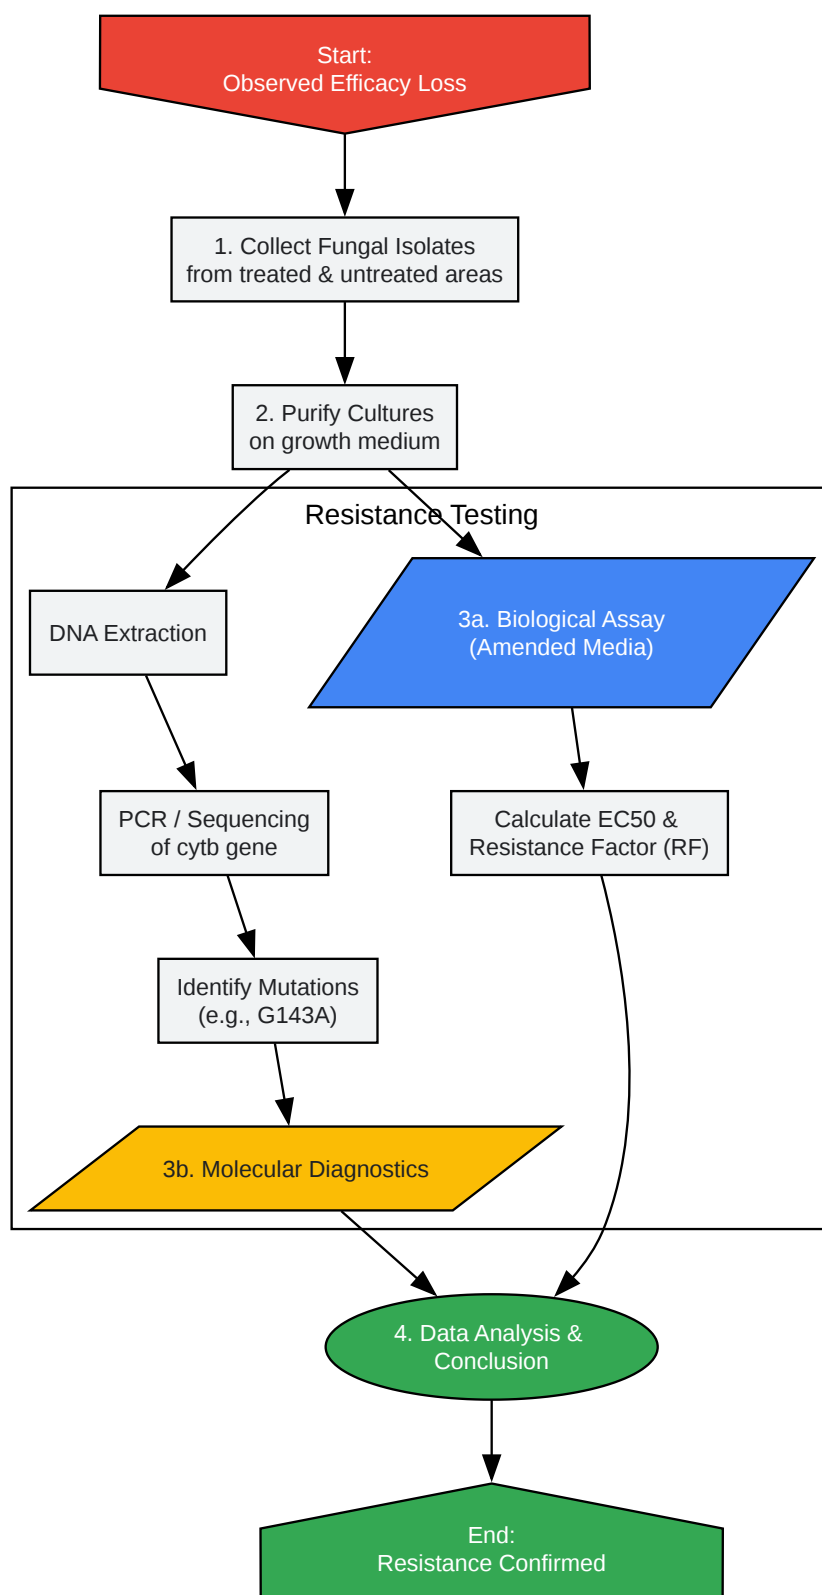 Start:
Observed Efficacy Loss
1. Collect Fungal Isolates
from treated & untreated areas
2. Purify Cultures
on growth medium
Resistance Testing
DNA Extraction
3a. Biological Assay
(Amended Media)
PCR / Sequencing
of cytb gene
Calculate EC50 &
Resistance Factor (RF)
Identify Mutations
(e.g., G143A)
3b. Molecular Diagnostics
4. Data Analysis &
Conclusion
End:
Resistance Confirmed